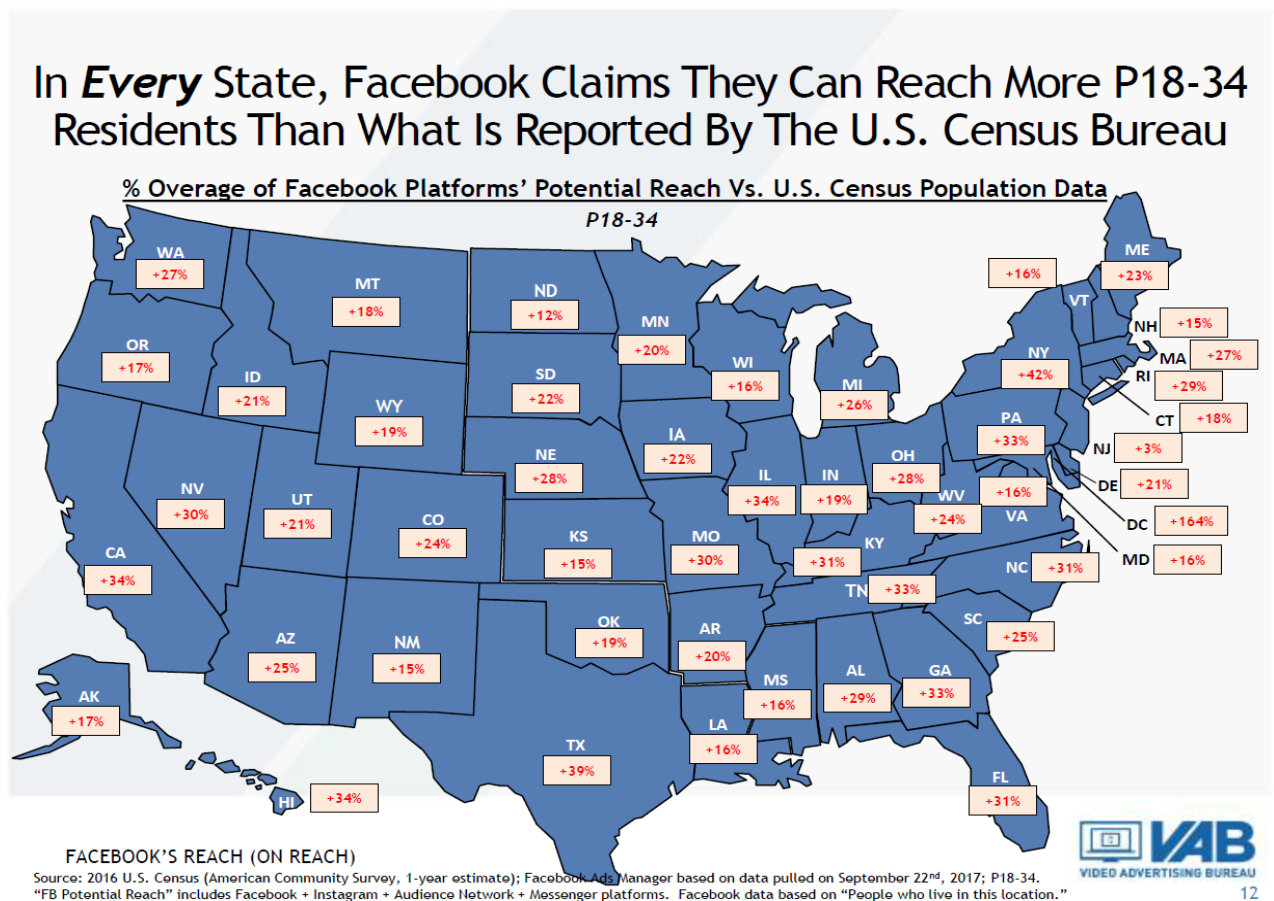 In Every State, Facebook Claims They Can Reach More P18-34
Residents Than What Is Reported By The U.S. Census Bureau
% Overage of Facebook Platforms' Potential Reach Vs. U.S. Census Population Data
P18-34
WA
+27%
MT
+18%
ND
+12%
MN
+20%
+16%
ME
+23%
VT
NH
+15%
OR
+17%
ID
+21%
WY
+19%
SD
+22%
WI
+16%
MI
+26%
NY
+42%
MA
+27%
RI
+29%
CT
+18%
PA
+33%
NJ
+3%
IA
+22%
NE
+28%
IL
+34%
IN
+19%
OH
+28%
WV
+24%
+16%
VA
DE
+21%
DC
+164%
MD
+16%
NV
+30%
UT
+21%
CO
+24%
KS
+15%
MO
+30%
KY
+31%
CA
+34%
TN
+33%
NC
+31%
SC
+25%
AZ
+25%
NM
+15%
OK
+19%
AR
+20%
MS
+16%
AL
+29%
GA
+33%
AK
+17%
TX
+39%
LA
+16%
FL
+31%
HI
+34%
VAB
VIDEO ADVERTISING BUREAU
FACEBOOK'S REACH (ON REACH)
Source: 2016 U.S. Census (American Community Survey, 1-year estimate); Facebook Ads Manager based on data pulled on September 22nd, 2017; P18-34.
"FB Potential Reach" includes Facebook + Instagram + Audience Network + Messenger platforms. Facebook data based on "People who live in this location."
12